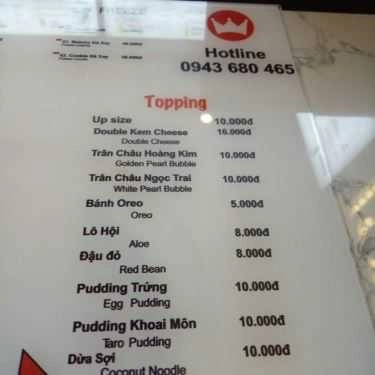 Hotline
0943 680 465
Topping
Up size 10.000đ
Double Kem Cheese 16.000đ
Double Cheese
Trân Châu Hoàng Kim 10.000đ
Golden Pearl Bubble
Trân Châu Ngọc Trai 10.000đ
White Pearl Bubble
Bánh Oreo 5.000đ
Oreo
Lô Hội 8.000đ
Aloe
Đậu đỏ 8.000đ
Red Bean
Pudding Trứng 10.000đ
Egg Pudding
Pudding Khoai Môn 10.000đ
Taro Pudding
Dừa Sợi 10.000đ
Coconut Noodle